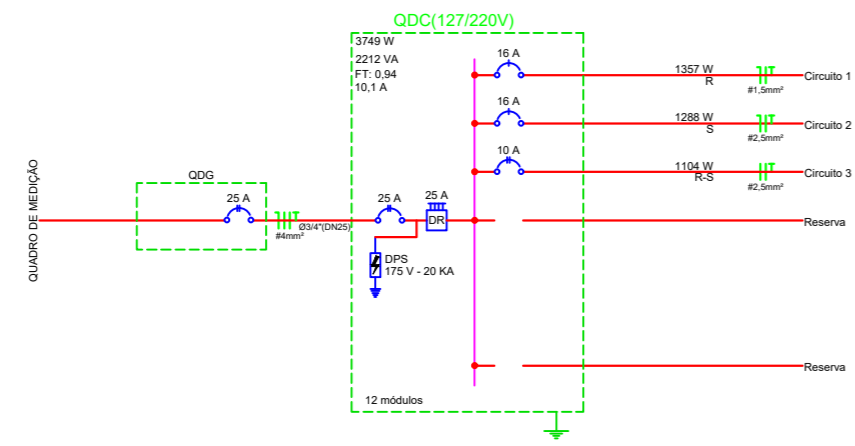 QDC(127/220V)
3749 W
2212 VA
FT: 0,94
10,1 A
16 A
1357 W
R
#1,5mm²
Circuito 1
16 A
1288 W
S
#2,5mm²
Circuito 2
10 A
1104 W
R-S
#2,5mm²
Circuito 3
QUADRO DE MEDIÇÃO
QDG
25 A
#4mm²
Ø3/4"(DN25)
25 A
25 A
DR
Reserva
DPS
175 V - 20 KA
Reserva
12 módulos